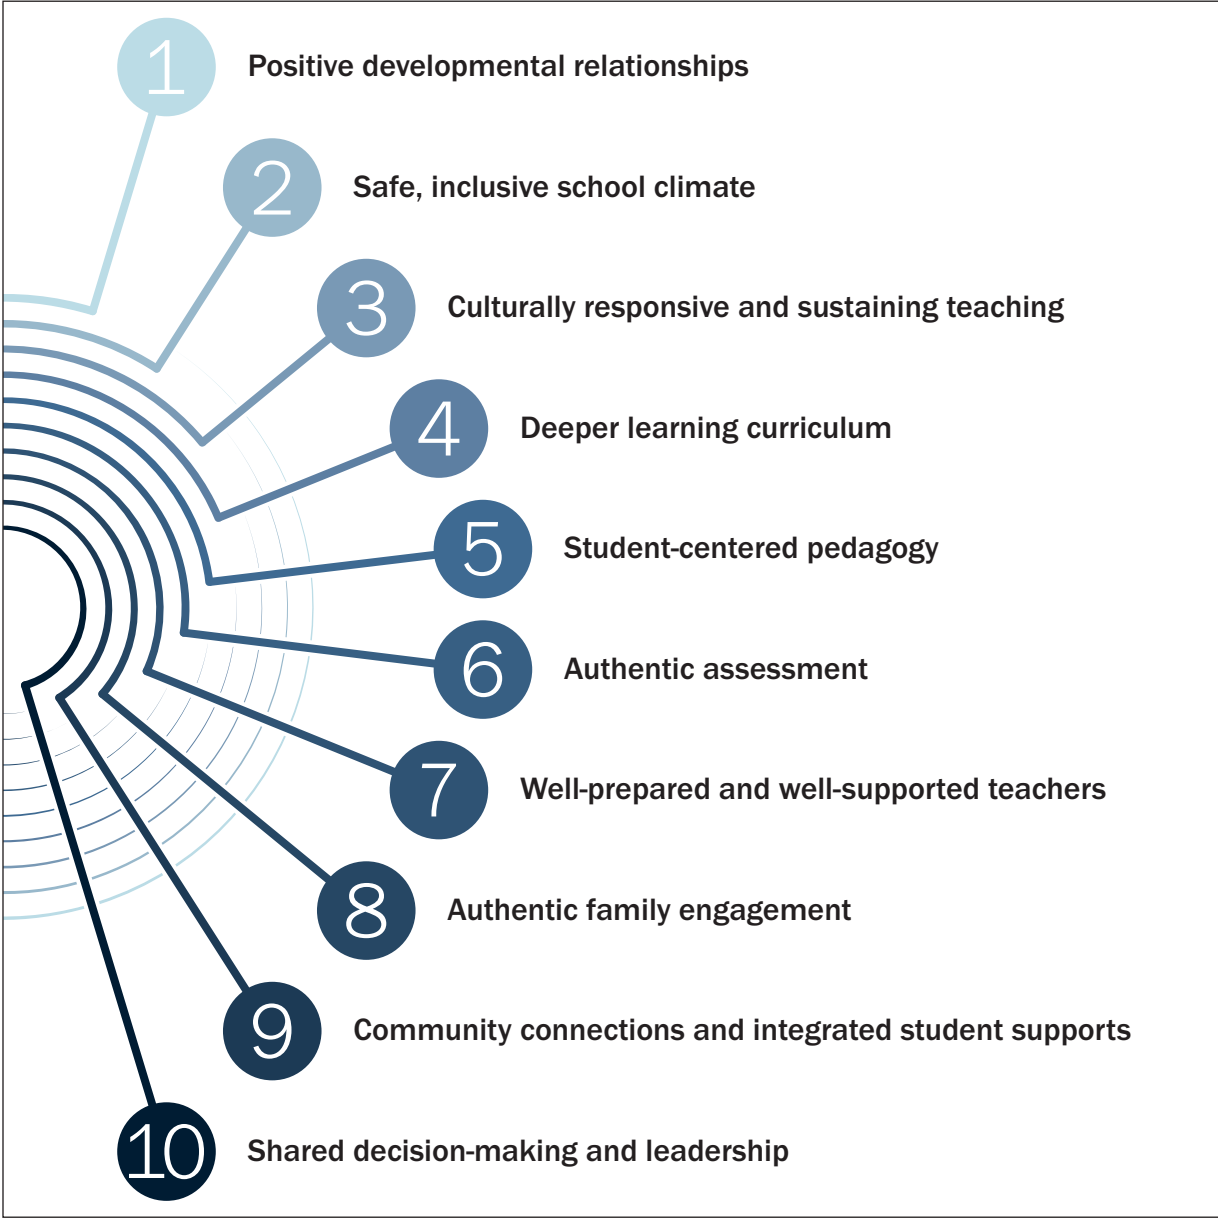 1 Positive developmental relationships
2 Safe, inclusive school climate
3 Culturally responsive and sustaining teaching
4 Deeper learning curriculum
5 Student-centered pedagogy
6 Authentic assessment
7 Well-prepared and well-supported teachers
8 Authentic family engagement
9 Community connections and integrated student supports
10 Shared decision-making and leadership